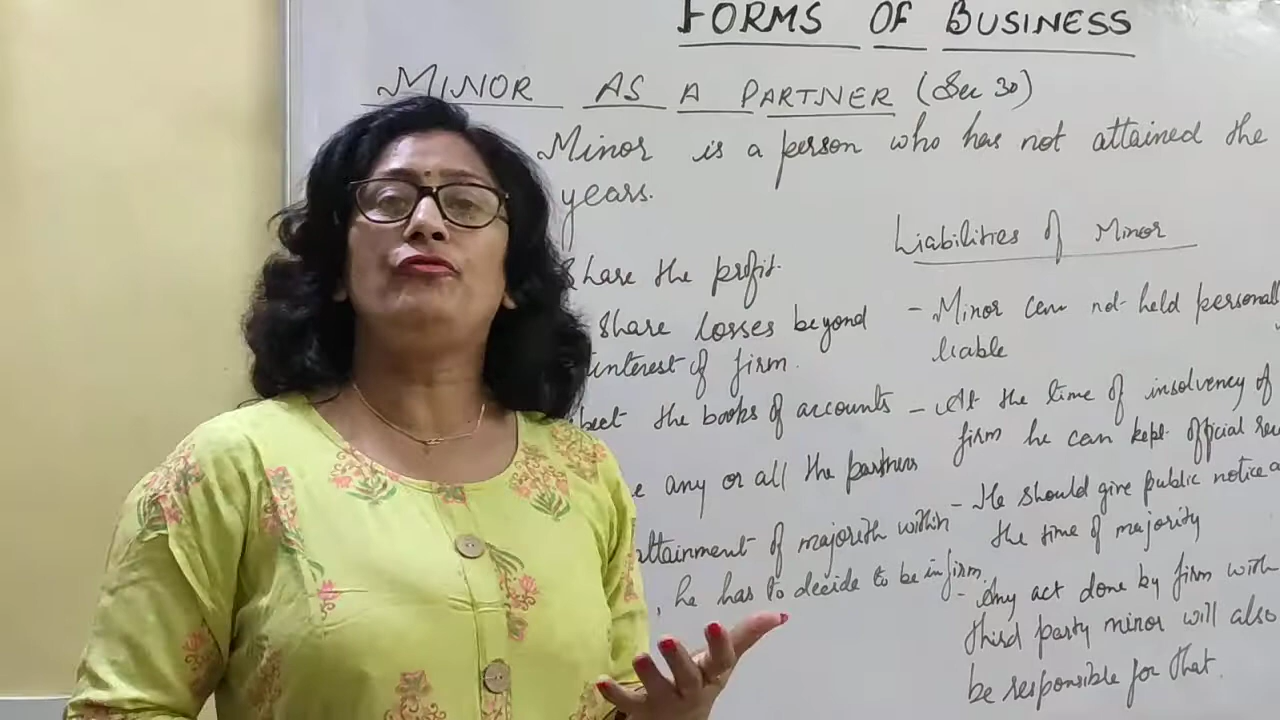 FORMS OF BUSINESS
MINOR AS A PARTNER (Sec 30)
Minor is a person who has not attained the
years.
Liabilities of Minor
Share the profit.
Share losses beyond
interest of firm.
the books of accounts
any or all the partners
attainment of majorith within
, he has to decide to be in firm.
- Minor can not held personall
liable
- At the time of insolvency of
firm he can kept official
- He should give public notice a
the time of majority
- Any act done by firm with
third party minor will also
be responsible for that.